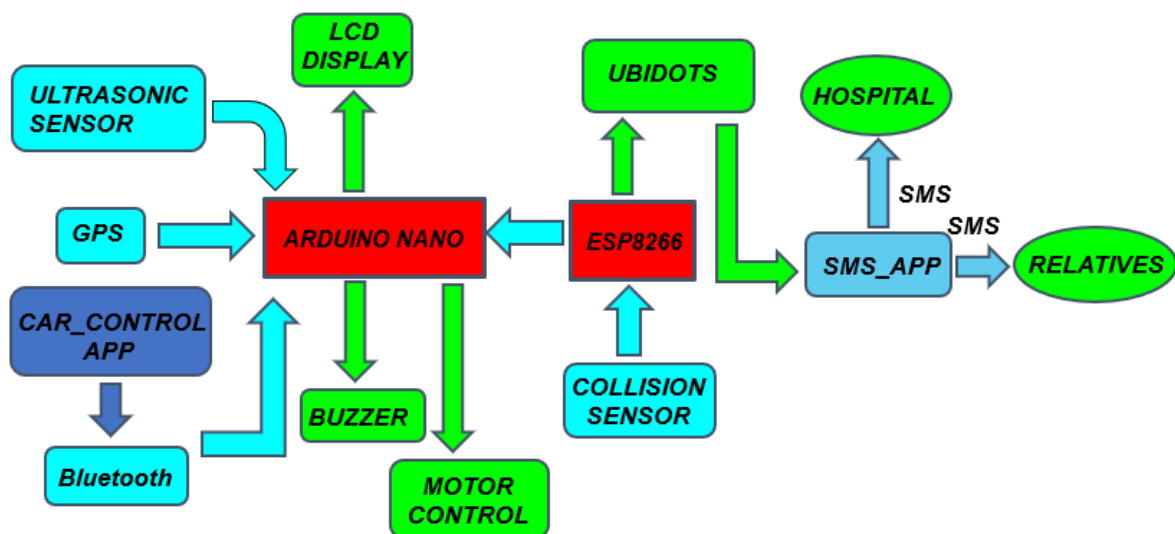 LCD
DISPLAY
ULTRASONIC
SENSOR
UBIDOTS
HOSPITAL
SMS
SMS
GPS
ARDUINO NANO
ESP8266
SMS_APP
RELATIVES
CAR_CONTROL
APP
COLLISION
SENSOR
BUZZER
Bluetooth
MOTOR
CONTROL